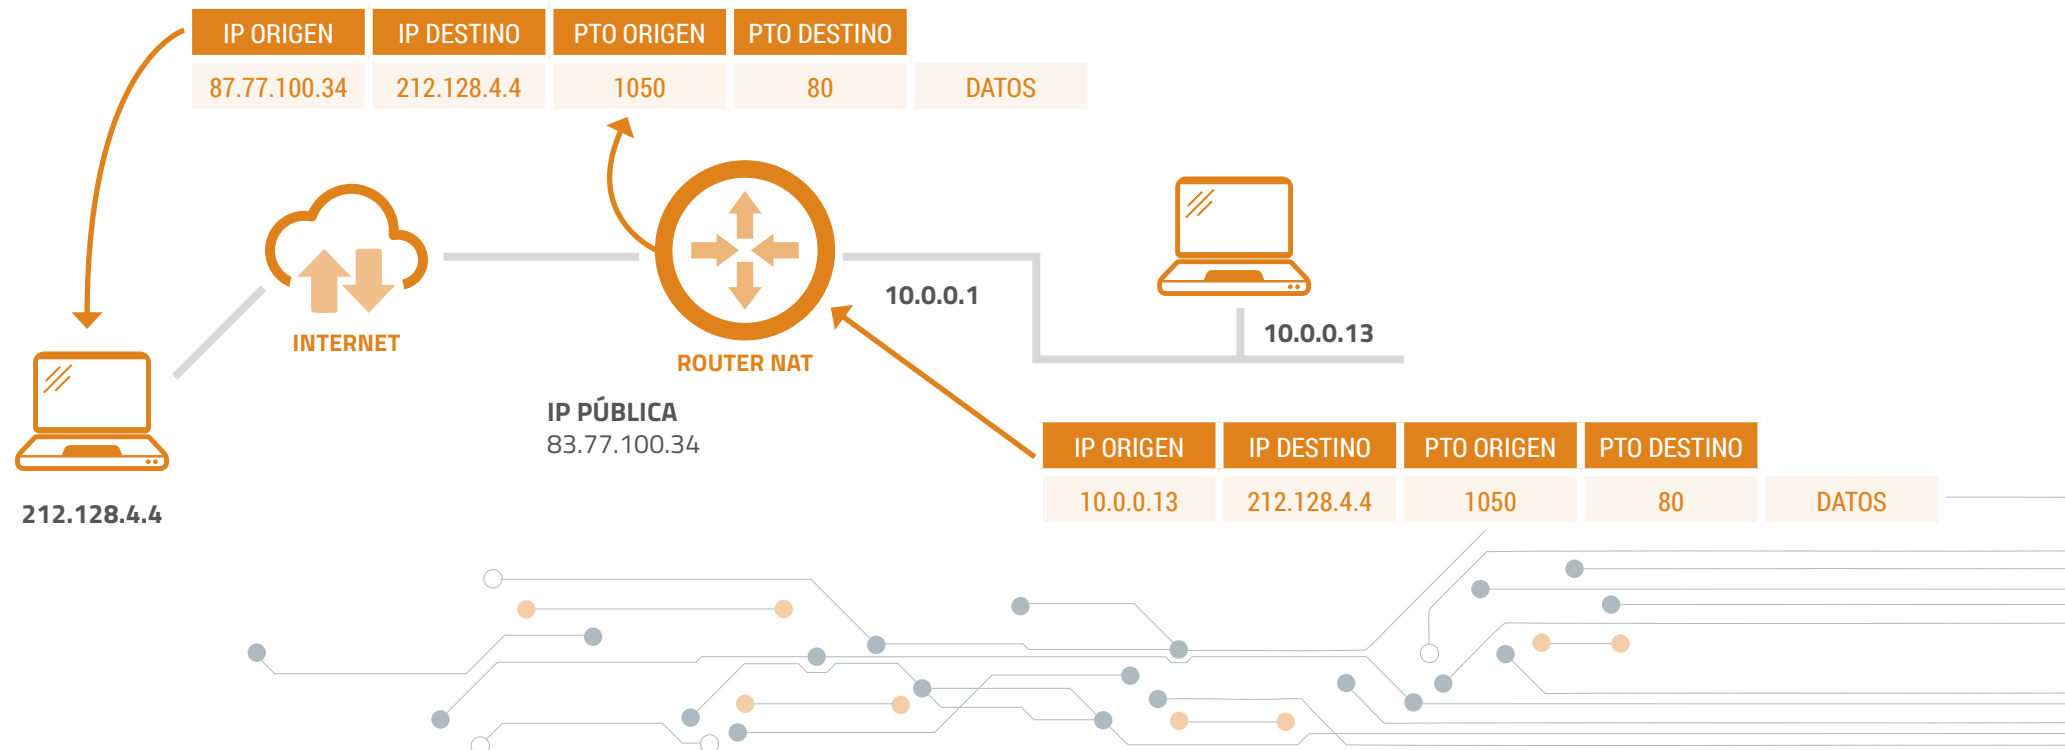 IP ORIGEN IP DESTINO PTO ORIGEN PTO DESTINO
87.77.100.34 212.128.4.4 1050 80 DATOS
10.0.0.1
10.0.0.13
INTERNET
ROUTER NAT
IP PÚBLICA
83.77.100.34
212.128.4.4
IP ORIGEN IP DESTINO PTO ORIGEN PTO DESTINO
10.0.0.13 212.128.4.4 1050 80 DATOS